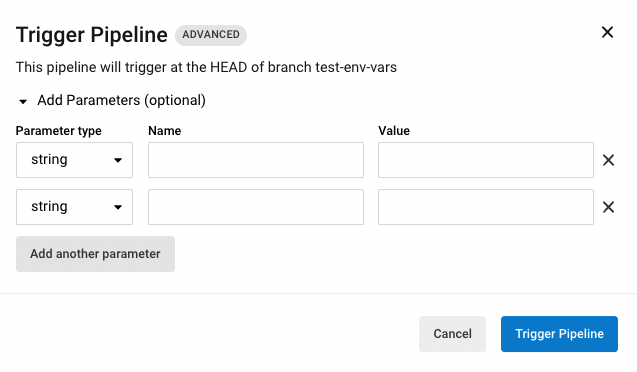 Trigger Pipeline ADVANCED
This pipeline will trigger at the HEAD of branch test-env-vars
Add Parameters (optional)
Parameter type Name Value
string
string
Add another parameter
Cancel Trigger Pipeline